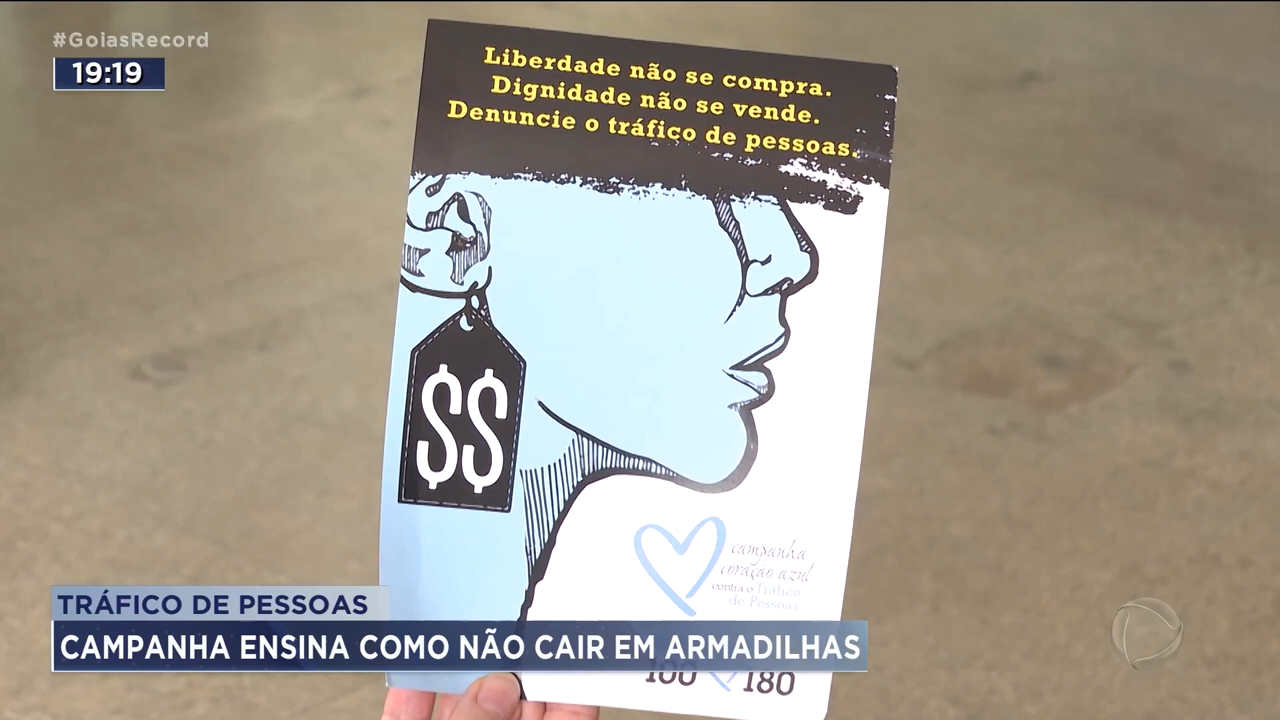 #GoiasRecord
19:19
Liberdade não se compra.
Dignidade não se vende.
Denuncie o tráfico de pessoas.
$$
campanha
coração azul
contra o Tráfico
de Pessoas
TRÁFICO DE PESSOAS
CAMPANHA ENSINA COMO NÃO CAIR EM ARMADILHAS
100 180